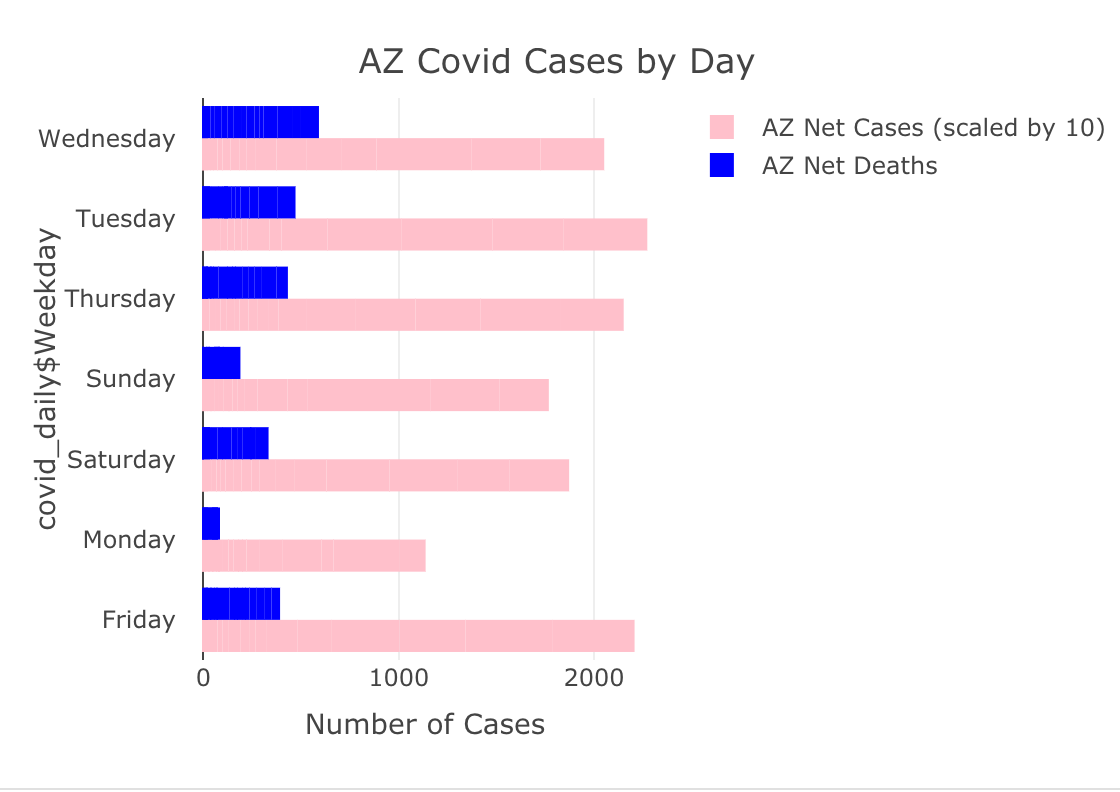 AZ Covid Cases by Day
AZ Net Cases (scaled by 10)
AZ Net Deaths
covid_daily$Weekday
Wednesday
Tuesday
Thursday
Sunday
Saturday
Monday
Friday
0 1000 2000
Number of Cases